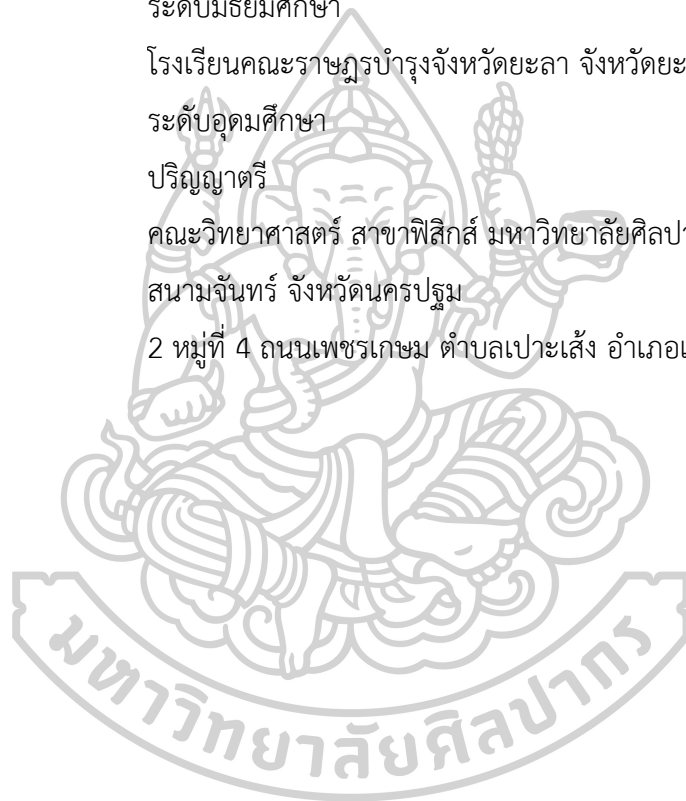 ระดับมัธยมศึกษา
โรงเรียนคณะราษฎรบำรุงจังหวัดยะลา จังหวัดยะ
ระดับอุดมศึกษา
ปริญญาตรี
คณะวิทยาศาสตร์ สาขาฟิสิกส์ มหาวิทยาลัยศิลปา
สนามจันทร์ จังหวัดนครปฐม
2 หมู่ที่ 4 ถนนเพชรเกษม ตำบลเปาะเส้ง อำเภอเ
มหาวิทยาลัยศิลปากร